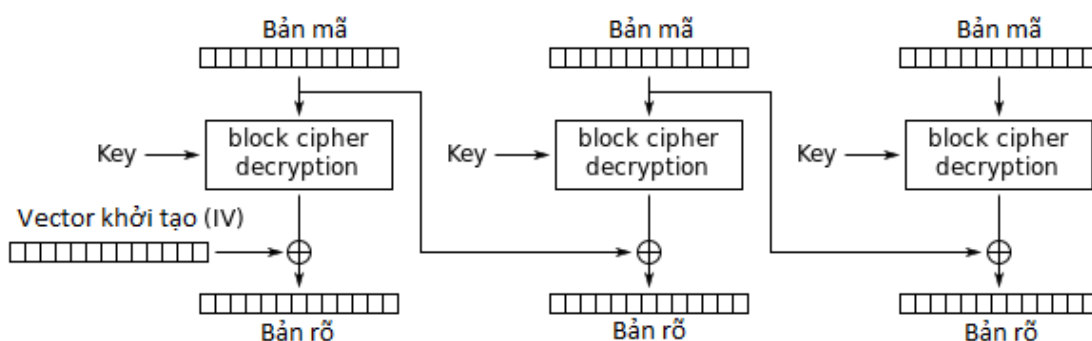 Bản mã
Bản mã
Bản mã
Key
block cipher
decryption
Key
block cipher
decryption
Key
block cipher
decryption
Vector khởi tạo (IV)
Bản rõ
Bản rõ
Bản rõ